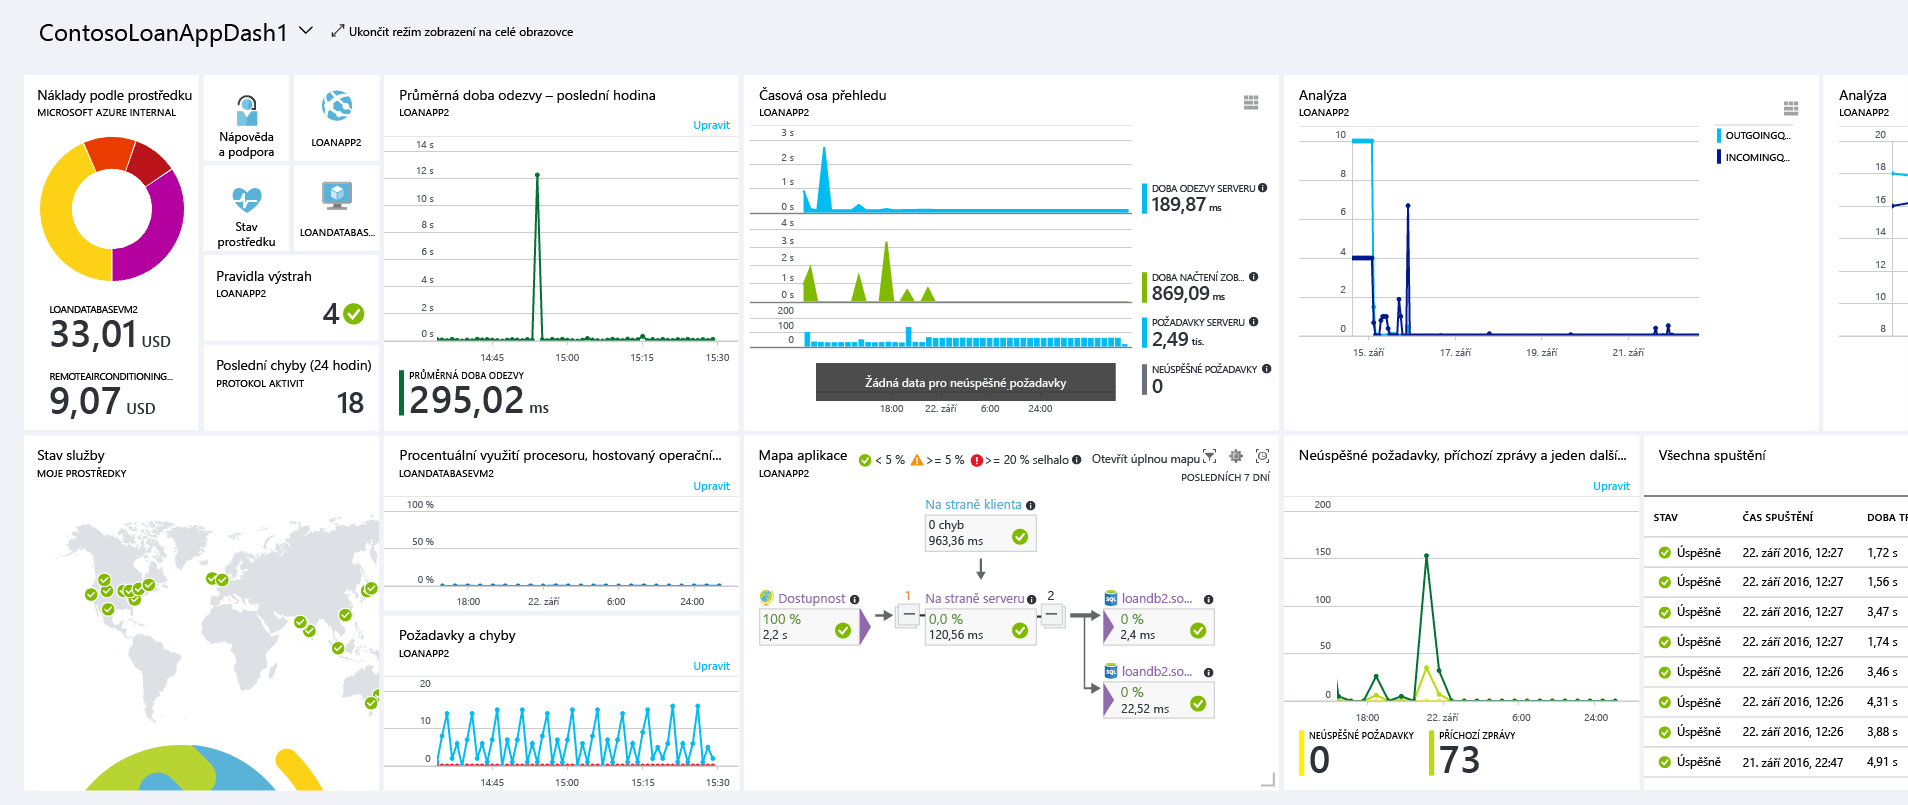 ContosoLoanAppDash1
Ukončit režim zobrazení na celé obrazovce
Náklady podle prostředku
MICROSOFT AZURE INTERNAL
LOANDATABASEVM2
33,01 USD
REMOTEAIRCONDITIONING...
9,07 USD
Nápověda
a podpora
LOANAPP2
Stav
prostředku
LOANDATABAS...
Pravidla výstrah
LOANAPP2
4
Poslední chyby (24 hodin)
PROTOKOL AKTIVIT
18
Průměrná doba odezvy – poslední hodina
LOANAPP2
Upravit
14 s
12 s
10 s
8 s
6 s
4 s
2 s
0 s
14:45
15:00
15:15
15:30
PRŮMĚRNÁ DOBA ODEZVY
295,02 ms
Časová osa přehledu
LOANAPP2
3 s
2 s
1 s
0 s
4 s
3 s
2 s
1 s
0 s
200
100
0
DOBA ODEZVY SERVERU
189,87 ms
DOBA NAČTENÍ ZOB...
869,09 ms
POŽADAVKY SERVERU
2,49 tis.
NEÚSPĚŠNÉ POŽADAVKY
0
Žádná data pro neúspěšné požadavky
18:00
22. září
6:00
24:00
Analýza
LOANAPP2
10
8
6
4
2
0
15. září
17. září
19. září
21. září
OUTGOINGQ...
INCOMINGQ...
Analýza
LOANAPP2
20
18
16
14
12
10
8
Stav služby
MOJE PROSTŘEDKY
Procentuální využití procesoru, hostovaný operační...
LOANDATABASEVM2
Upravit
100 %
50 %
0 %
18:00
22. září
6:00
24:00
Požadavky a chyby
LOANAPP2
Upravit
20
10
0
14:45
15:00
15:15
15:30
Mapa aplikace
LOANAPP2
< 5 %
>= 5 %
>= 20 % selhalo
Otevřít úplnou mapu
POSLEDNÍCH 7 DNÍ
Na straně klienta
0 chyb
963,36 ms
Dostupnost
100 %
2,2 s
1
Na straně serveru
0,0 %
120,56 ms
2
loandb2.so...
0 %
2,4 ms
loandb2.so...
0 %
22,52 ms
Neúspěšné požadavky, příchozí zprávy a jeden další...
Upravit
200
150
100
50
0
18:00
22. září
6:00
24:00
NEÚSPĚŠNÉ POŽADAVKY
0
PŘÍCHOZÍ ZPRÁVY
73
Všechna spuštění
STAV ČAS SPUŠTĚNÍ DOBA TR
Úspěšně 22. září 2016, 12:27 1,72 s
Úspěšně 22. září 2016, 12:27 1,56 s
Úspěšně 22. září 2016, 12:27 3,47 s
Úspěšně 22. září 2016, 12:27 1,74 s
Úspěšně 22. září 2016, 12:26 3,46 s
Úspěšně 22. září 2016, 12:26 4,31 s
Úspěšně 22. září 2016, 12:26 3,88 s
Úspěšně 21. září 2016, 22:47 4,91 s